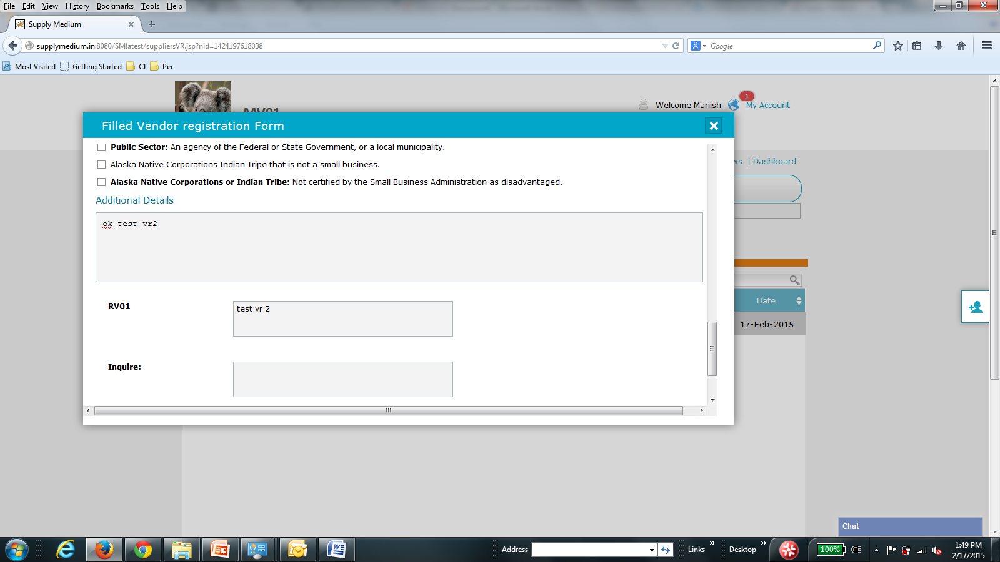 File Edit View History Bookmarks Tools Help
Supply Medium
supplymedium.in:8080/SMlatest/suppliersVR.jsp?nid=1424197618038
Google
Most Visited Getting Started CI Per
MV01
Welcome Manish 1 My Account
Filled Vendor registration Form
Public Sector: An agency of the Federal or State Government, or a local municipality.
Alaska Native Corporations Indian Tripe that is not a small business.
ws | Dashboard
Alaska Native Corporations or Indian Tribe: Not certified by the Small Business Administration as disadvantaged.
Additional Details
ok test vr2
Date
RV01
test vr 2
17-Feb-2015
Inquire:
Chat
Address Links » Desktop » 100% 1:49 PM
2/17/2015